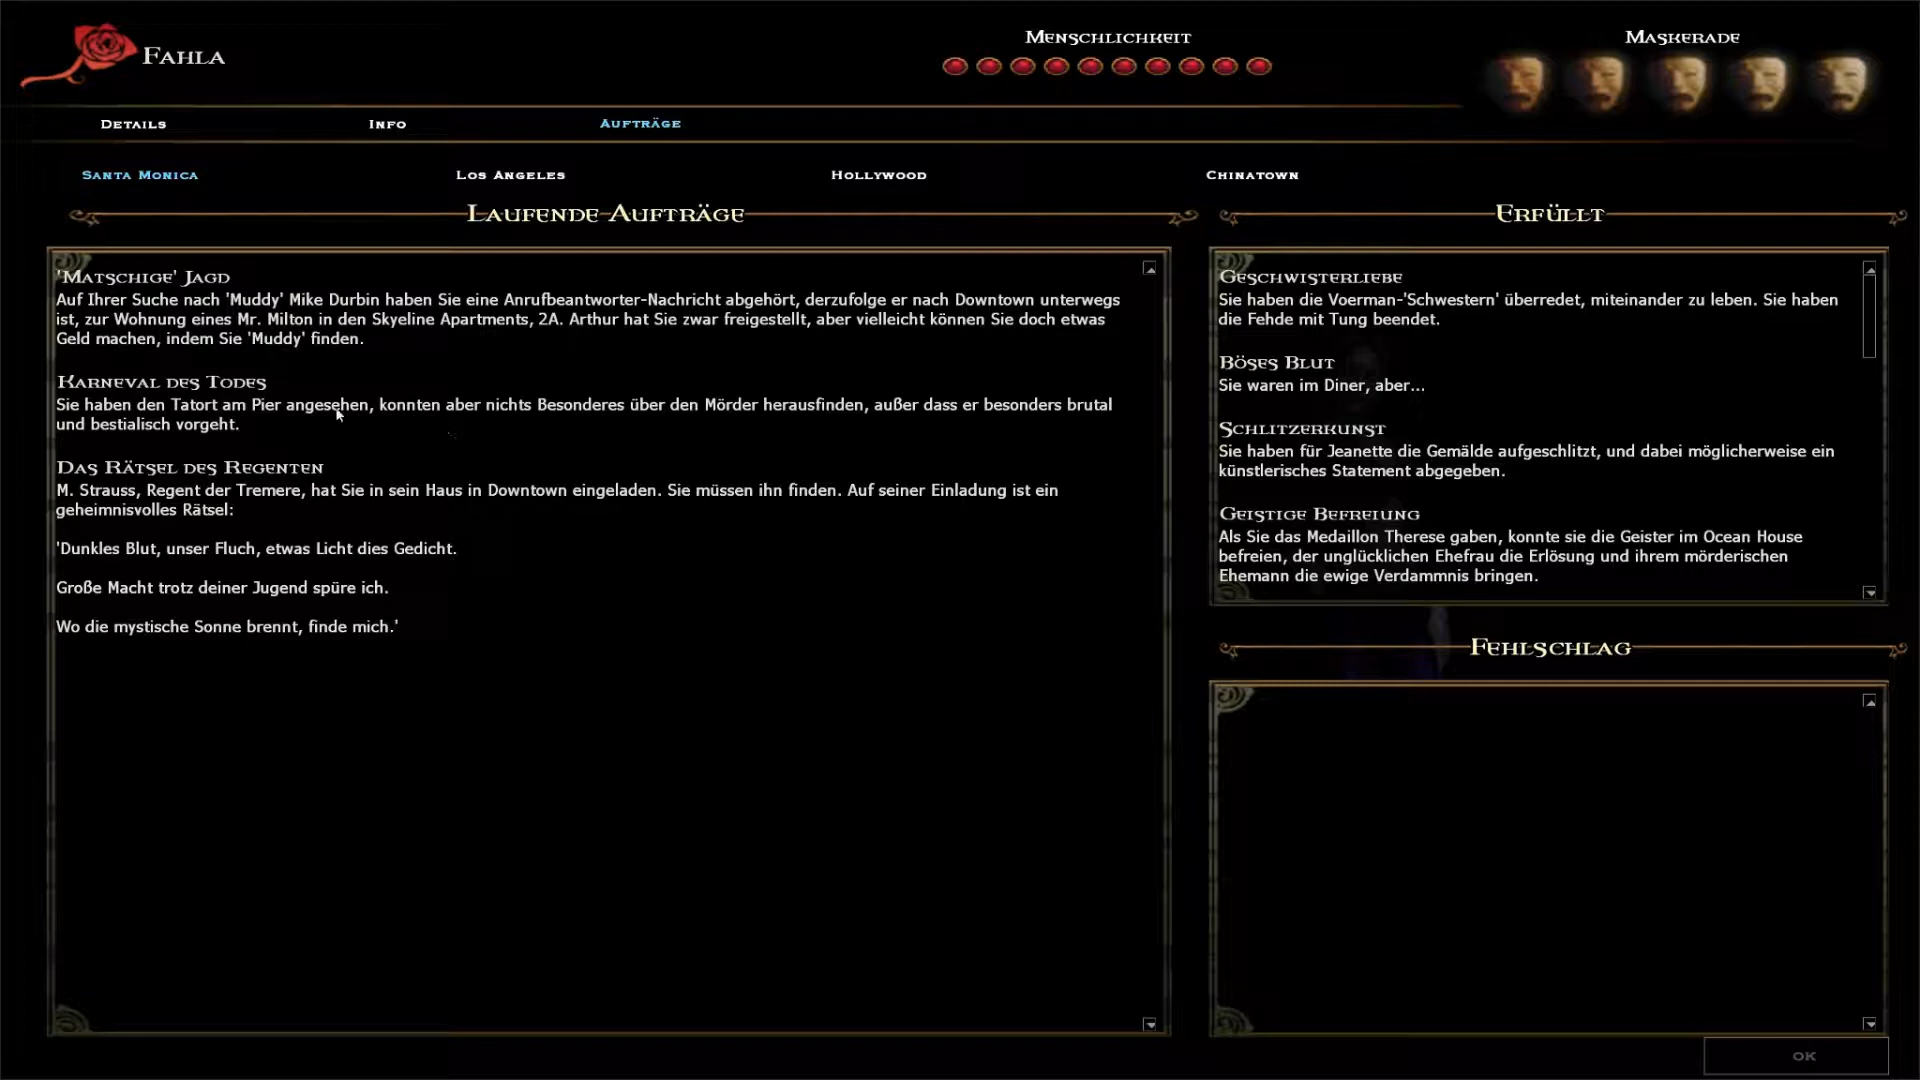 Fahla
Menschlichkeit
Maskerade
Details
Info
Aufträge
Santa Monica
Los Angeles
Hollywood
Chinatown
Laufende Aufträge
'Matschige' Jagd
Auf Ihrer Suche nach 'Muddy' Mike Durbin haben Sie eine Anrufbeantworter-Nachricht abgehört, derzufolge er nach Downtown unterwegs
ist, zur Wohnung eines Mr. Milton in den Skyeline Apartments, 2A. Arthur hat Sie zwar freigestellt, aber vielleicht können Sie doch etwas
Geld machen, indem Sie 'Muddy' finden.
Karneval des Todes
Sie haben den Tatort am Pier angesehen, konnten aber nichts Besonderes über den Mörder herausfinden, außer dass er besonders brutal
und bestialisch vorgeht.
Das Rätsel des Regenten
M. Strauss, Regent der Tremere, hat Sie in sein Haus in Downtown eingeladen. Sie müssen ihn finden. Auf seiner Einladung ist ein
geheimnisvolles Rätsel:
'Dunkles Blut, unser Fluch, etwas Licht dies Gedicht.
Große Macht trotz deiner Jugend spüre ich.
Wo die mystische Sonne brennt, finde mich.'
Erfüllt
Geschwisterliebe
Sie haben die Voerman-'Schwestern' überredet, miteinander zu leben. Sie haben
die Fehde mit Tung beendet.
Böses Blut
Sie waren im Diner, aber...
Schlitzerkunst
Sie haben für Jeanette die Gemälde aufgeschlitzt, und dabei möglicherweise ein
künstlerisches Statement abgegeben.
Geistige Befreiung
Als Sie das Medaillon Therese gaben, konnte sie die Geister im Ocean House
befreien, der unglücklichen Ehefrau die Erlösung und ihrem mörderischen
Ehemann die ewige Verdammnis bringen.
Fehlschlag
OK